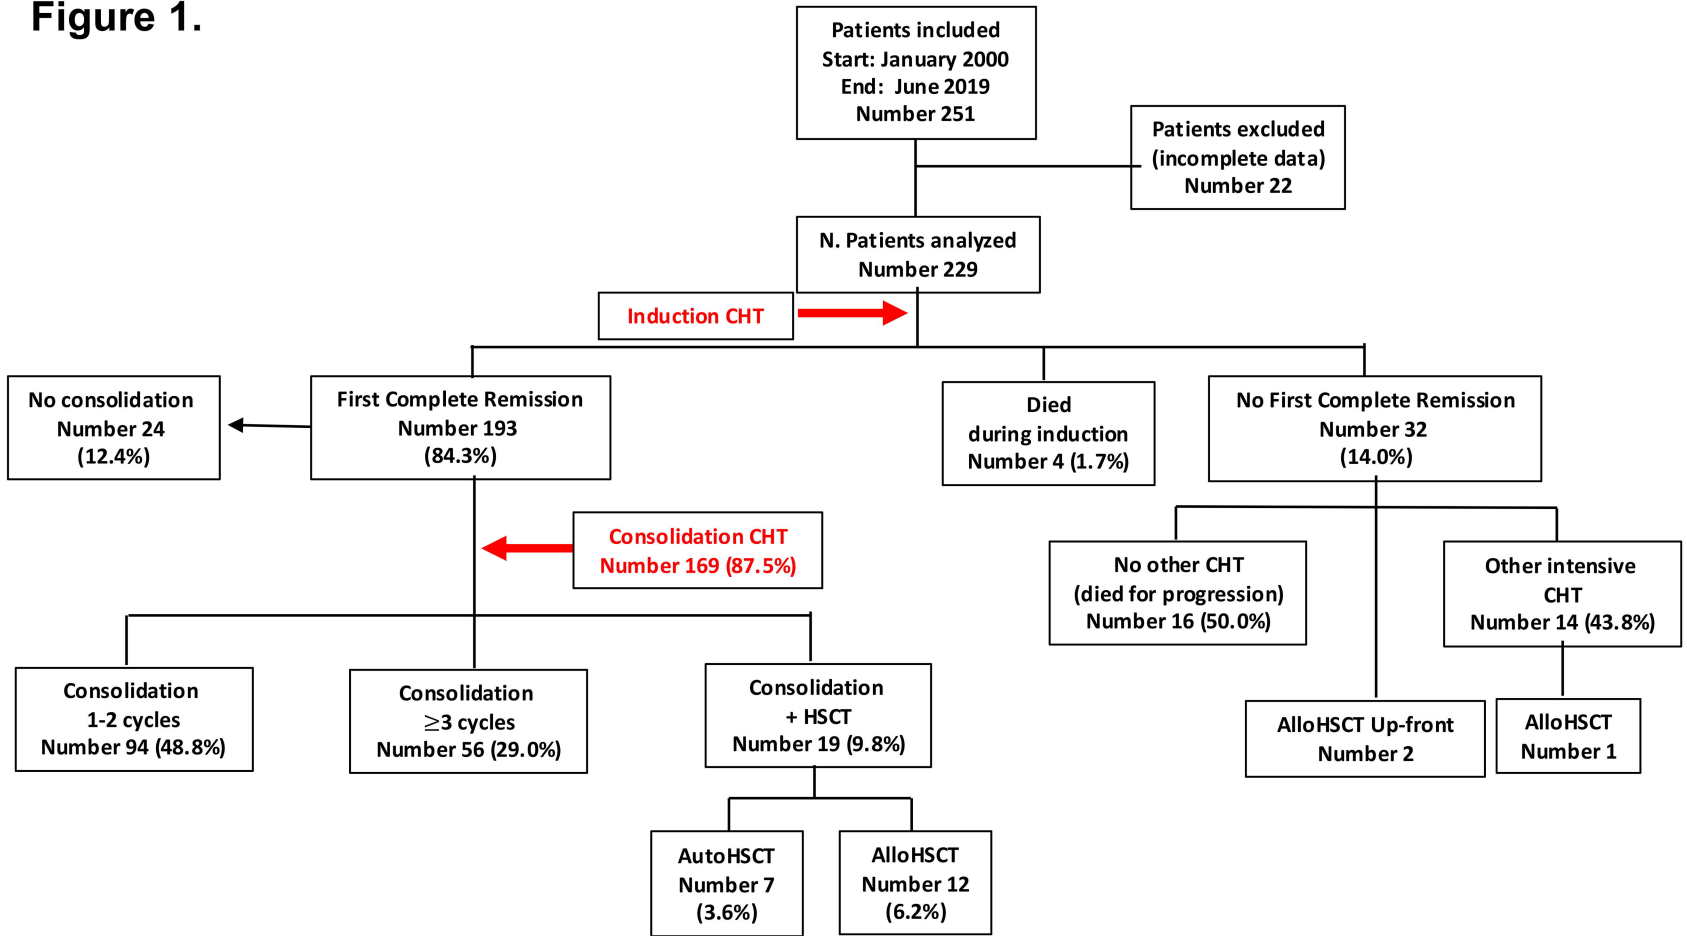 Figure 1.
Patients included
Start: January 2000
End: June 2019
Number 251
Patients excluded
(incomplete data)
Number 22
N. Patients analyzed
Number 229
Induction CHT
No consolidation
Number 24
(12.4%)
First Complete Remission
Number 193
(84.3%)
Died
during induction
Number 4 (1.7%)
No First Complete Remission
Number 32
(14.0%)
Consolidation CHT
Number 169 (87.5%)
No other CHT
(died for progression)
Number 16 (50.0%)
Other intensive
CHT
Number 14 (43.8%)
Consolidation
1-2 cycles
Number 94 (48.8%)
Consolidation
≥3 cycles
Number 56 (29.0%)
Consolidation
+ HSCT
Number 19 (9.8%)
AlloHSCT Up-front
Number 2
AlloHSCT
Number 1
AutoHSCT
Number 7
(3.6%)
AlloHSCT
Number 12
(6.2%)